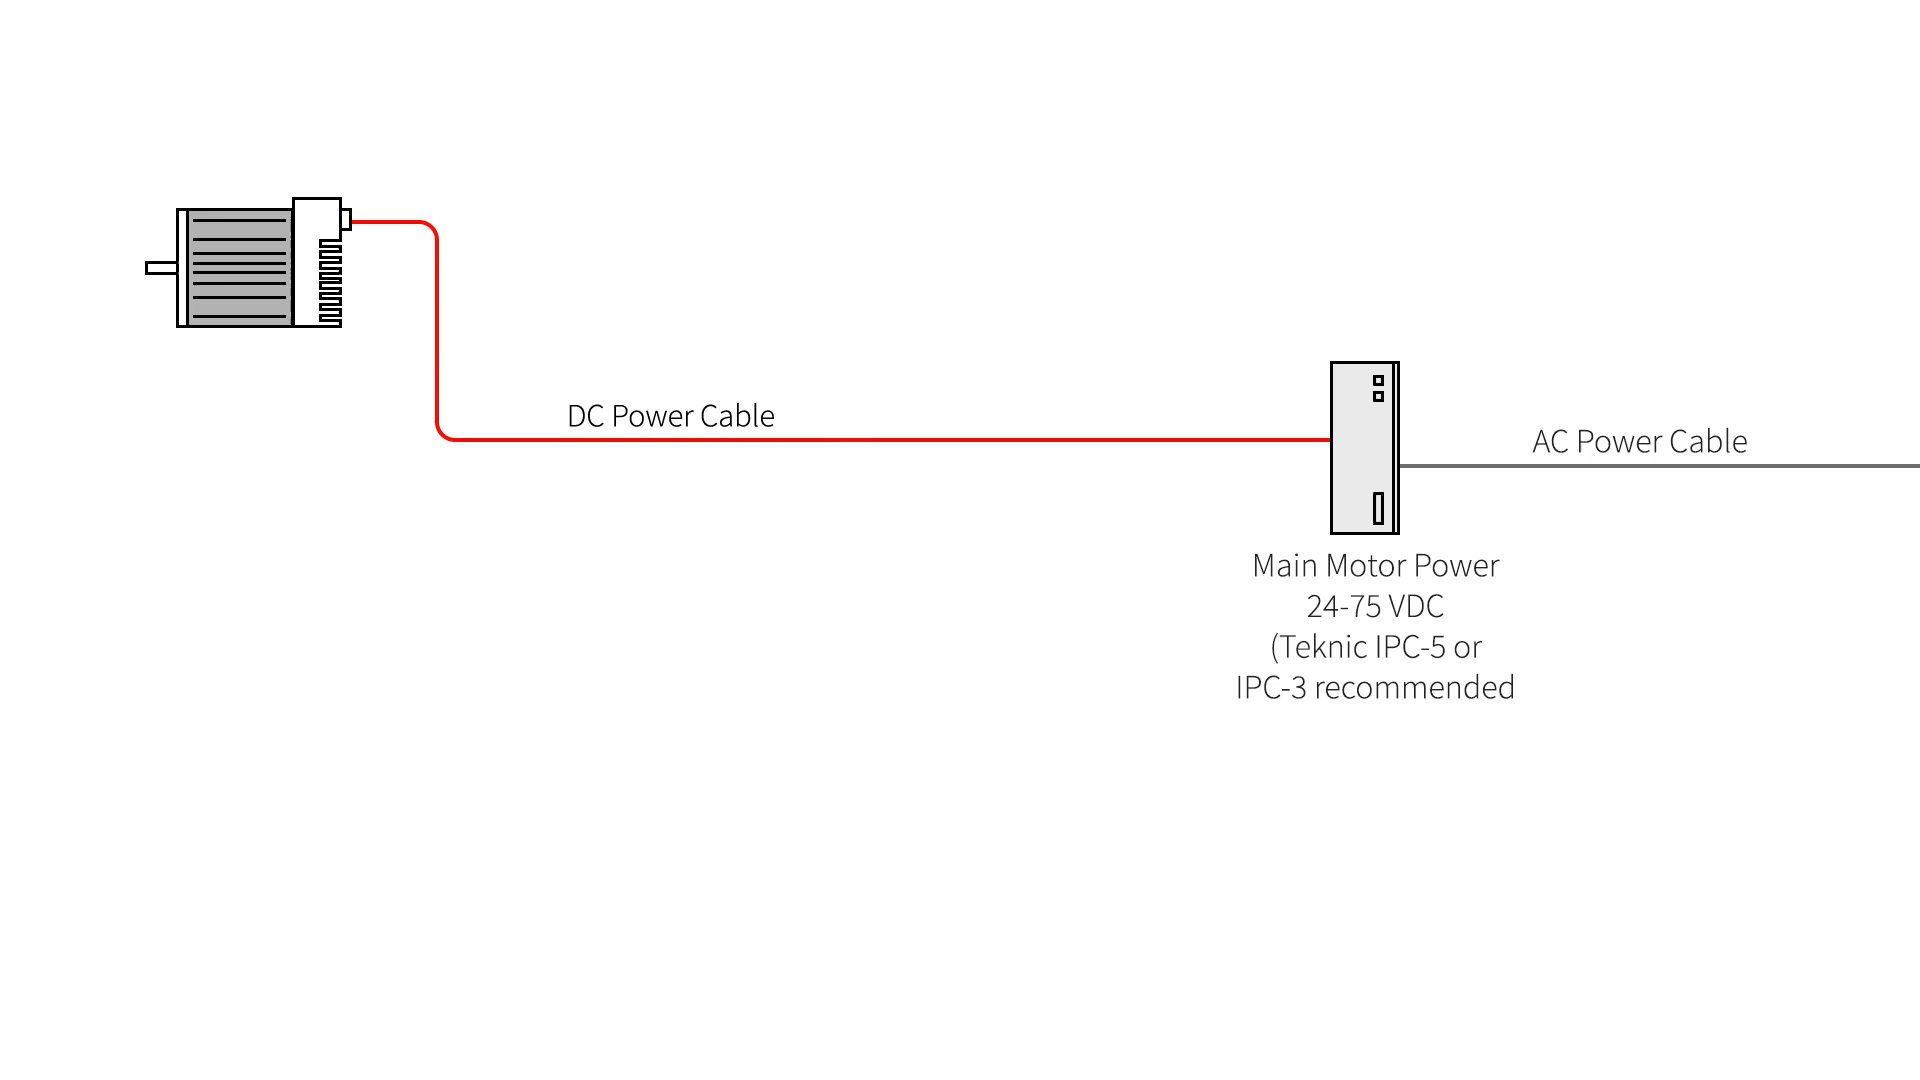 DC Power Cable
AC Power Cable
Main Motor Power
24-75 VDC
(Teknic IPC-5 or
IPC-3 recommended